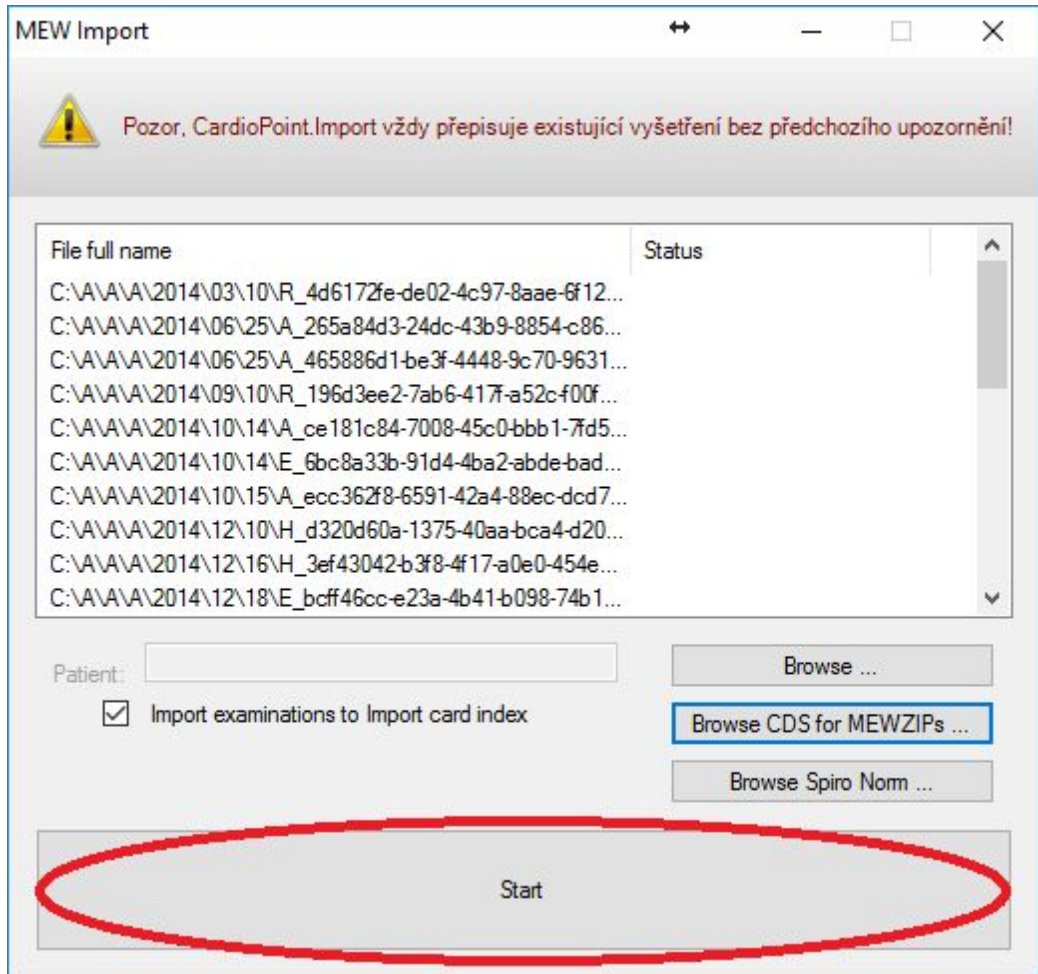 MEW Import
Pozor, CardioPoint.Import vždy přepisuje existující vyšetření bez předchozího upozornění!
File full name Status
C:\A\A\A\2014\03\10\R_4d6172fe-de02-4c97-8aae-6f12...
C:\A\A\A\2014\06\25\A_265a84d3-24dc-43b9-8854-c86...
C:\A\A\A\2014\06\25\A_465886d1-be3f-4448-9c70-9631...
C:\A\A\A\2014\09\10\R_196d3ee2-7ab6-417f-a52c-f00f...
C:\A\A\A\2014\10\14\A_ce181c84-7008-45c0-bbb1-7fd5...
C:\A\A\A\2014\10\14\E_6bc8a33b-91d4-4ba2-abde-bad...
C:\A\A\A\2014\10\15\A_ecc362f8-6591-42a4-88ec-dcd7...
C:\A\A\A\2014\12\10\H_d320d60a-1375-40aa-bca4-d20...
C:\A\A\A\2014\12\16\H_3ef43042-b3f8-4f17-a0e0-454e...
C:\A\A\A\2014\12\18\E_bcff46cc-e23a-4b41-b098-74b1...
Patient:
Browse ...
Import examinations to Import card index
Browse CDS for MEWZIPs ...
Browse Spiro Norm ...
Start